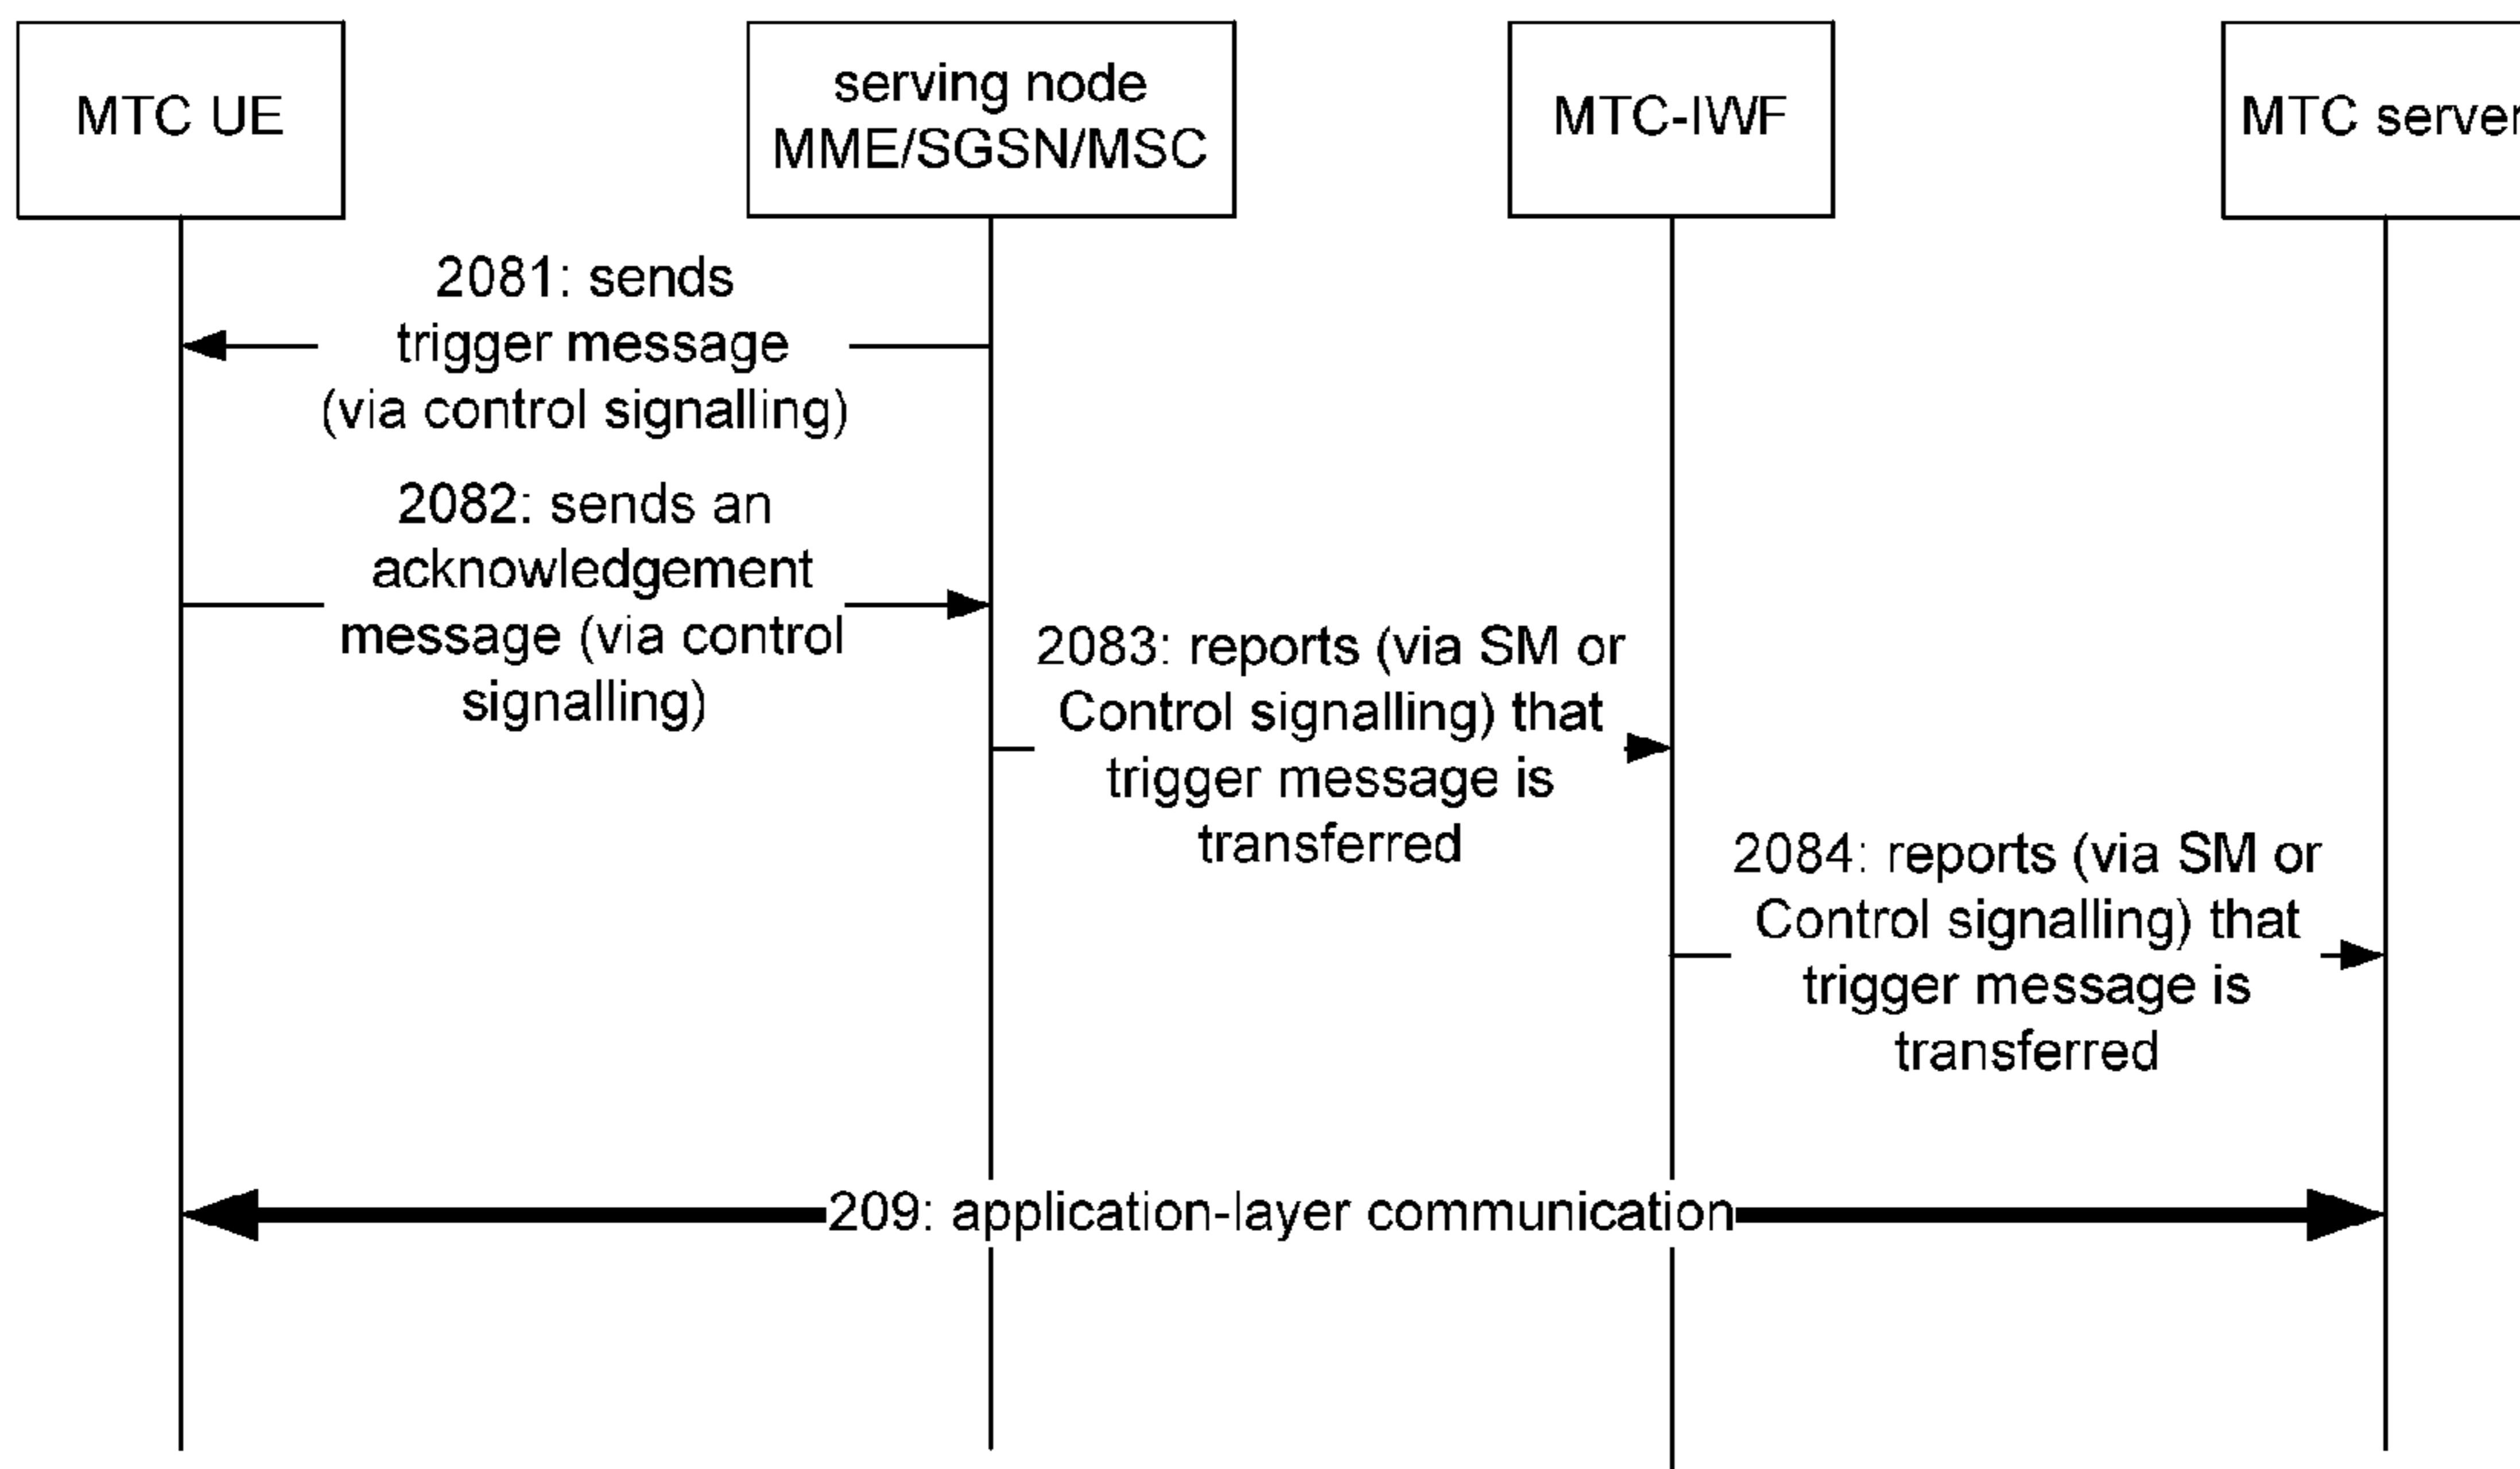 MTC UE
serving node
MME/SGSN/MSC
MTC-IWF
MTC server
2081: sends
trigger message
(via control signalling)
2082: sends an
acknowledgement
message (via control
signalling)
2083: reports (via SM or
Control signalling) that
trigger message is
transferred
2084: reports (via SM or
Control signalling) that
trigger message is
transferred
209: application-layer communication